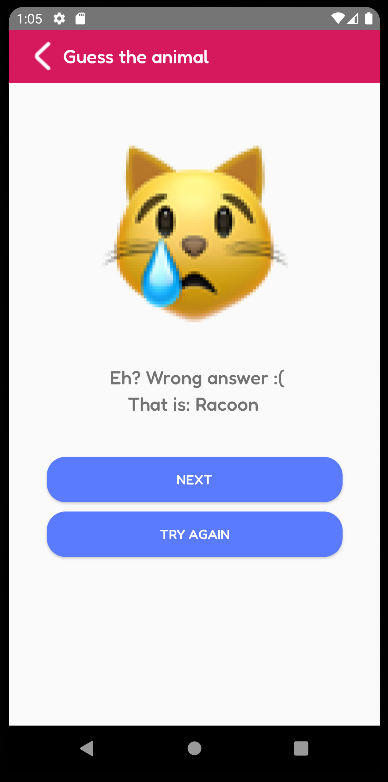 1:05
Guess the animal
Eh? Wrong answer :(
That is: Racoon
NEXT
TRY AGAIN